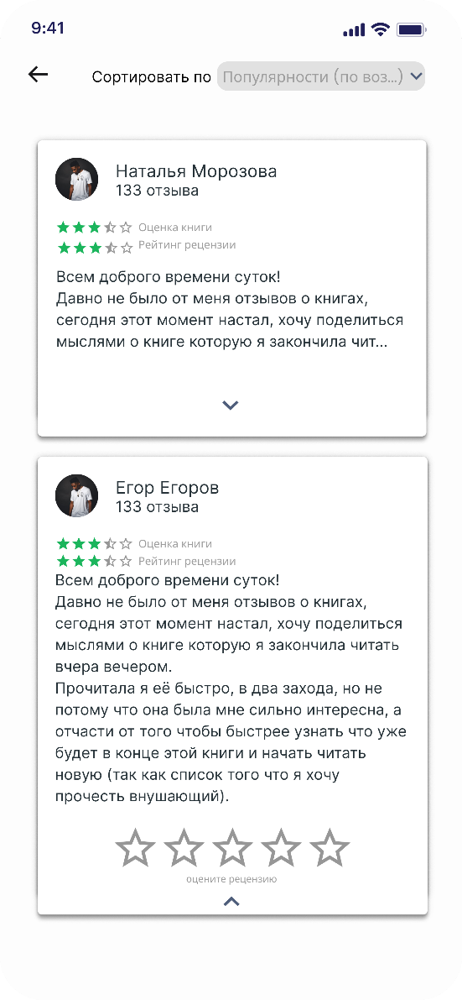 9:41
Сортировать по Популярности (по воз...)
Наталья Морозова
133 отзыва
Оценка книги
Рейтинг рецензии
Всем доброго времени суток!
Давно не было от меня отзывов о книгах,
сегодня этот момент настал, хочу поделиться
мыслями о книге которую я закончила чит...
Егор Егоров
133 отзыва
Оценка книги
Рейтинг рецензии
Всем доброго времени суток!
Давно не было от меня отзывов о книгах,
сегодня этот момент настал, хочу поделиться
мыслями о книге которую я закончила читать
вчера вечером.
Прочитала я её быстро, в два захода, но не
потому что она была мне сильно интересна, а
отчасти от того чтобы быстрее узнать что уже
будет в конце этой книги и начать читать
новую (так как список того что я хочу
прочесть внушающий).
оцените рецензию